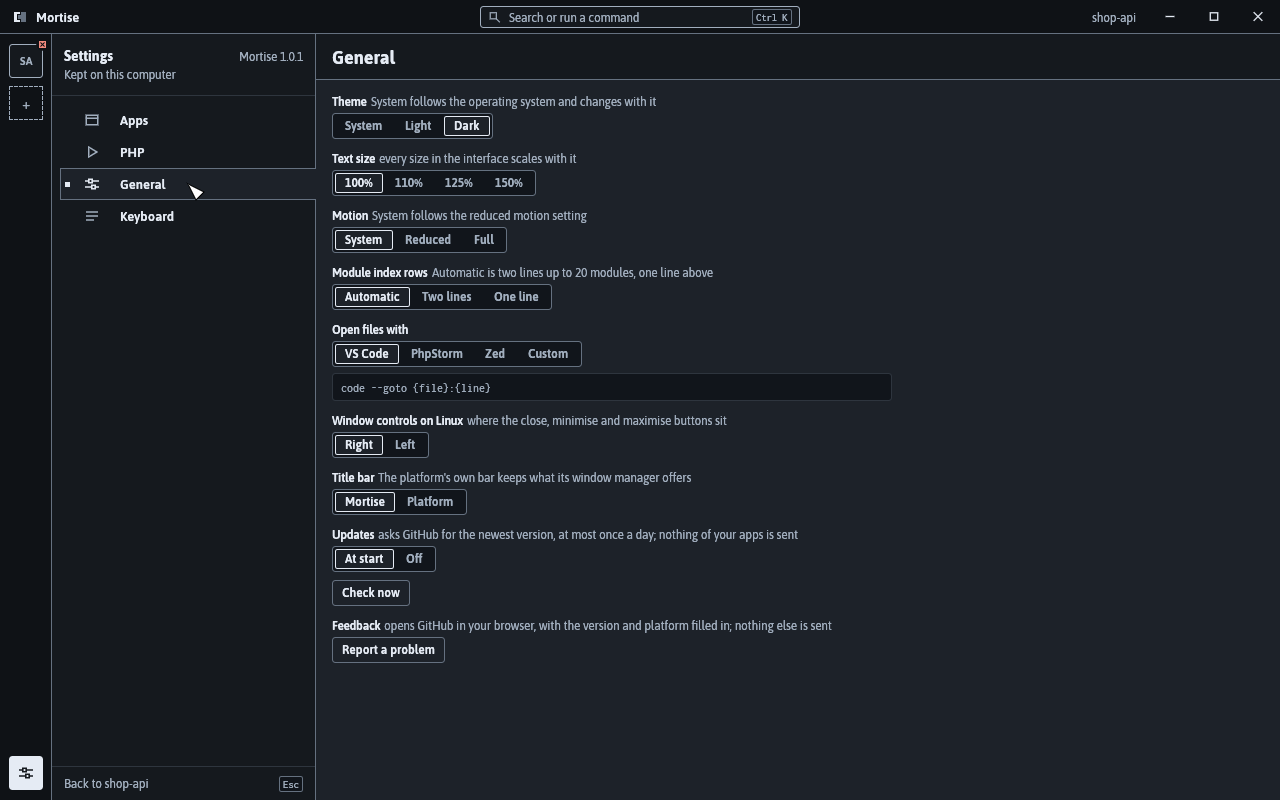 Mortise
Search or run a command
Ctrl K
shop-api
SA
+
Settings
Mortise 1.0.1
Kept on this computer
Apps
PHP
General
Keyboard
Back to shop-api
Esc
General
Theme System follows the operating system and changes with it
System Light Dark
Text size every size in the interface scales with it
100% 110% 125% 150%
Motion System follows the reduced motion setting
System Reduced Full
Module index rows Automatic is two lines up to 20 modules, one line above
Automatic Two lines One line
Open files with
VS Code PhpStorm Zed Custom
code --goto {file}:{line}
Window controls on Linux where the close, minimise and maximise buttons sit
Right Left
Title bar The platform's own bar keeps what its window manager offers
Mortise Platform
Updates asks GitHub for the newest version, at most once a day; nothing of your apps is sent
At start Off
Check now
Feedback opens GitHub in your browser, with the version and platform filled in; nothing else is sent
Report a problem